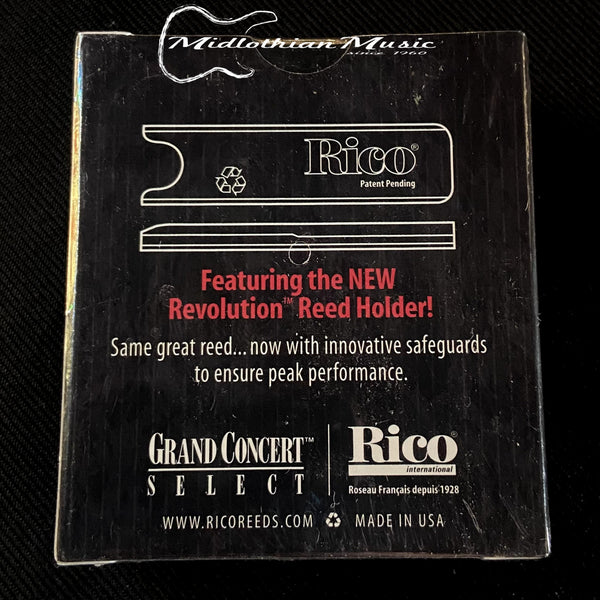 Midlothian Music
since 1960
Rico®
Patent Pending
Featuring the NEW
Revolution™ Reed Holder!
Same great reed...now with innovative safeguards
to ensure peak performance.
GRAND CONCERT™
SELECT
Rico®
international
Roseau Français depuis 1928
WWW.RICOREEDS.COM
MADE IN USA